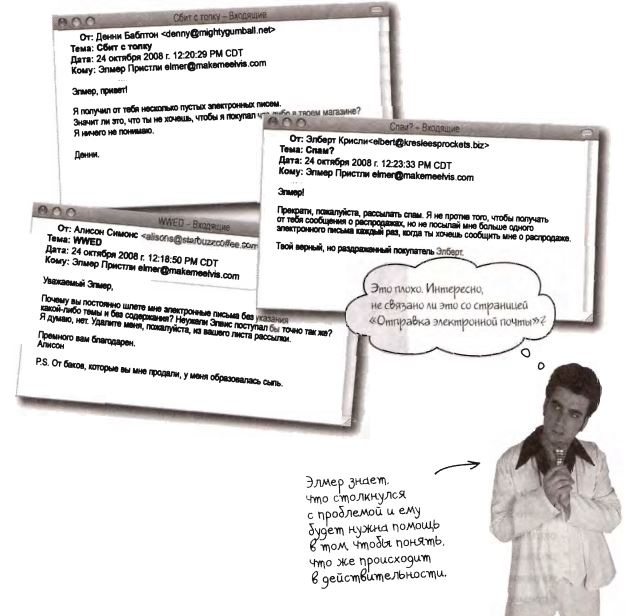 Сбит с толку – Входящие
От: Денни Баблтон <denny@mightygumball.net>
Тема: Сбит с толку
Дата: 24 октября 2008 г. 12:20:29 PM CDT
Кому: Элмер Пристли elmer@makemeelvis.com
Элмер, привет!
Я получил от тебя несколько пустых электронных писем.
Значит ли это, что ты не хочешь, чтобы я покупал что-либо в твоем магазине?
Я ничего не понимаю.
Денни.
Спам? – Входящие
От: Элберт Крисли<elbert@kresleesprockets.biz>
Тема: Спам?
Дата: 24 октября 2008 г. 12:23:33 PM CDT
Кому: Элмер Пристли elmer@makemeelvis.com
Элмер!
Прекрати, пожалуйста, рассылать спам. Я не против того, чтобы получать
от тебя сообщения о распродажах, но не посылай мне больше одного
электронного письма каждый раз, когда ты хочешь сообщить мне о распродаже.
Твой верный, но раздраженный покупатель Элберт.
WWED – Входящие
От: Алисон Симонс <alisons@starbuzzcoffee.com
Тема: WWED
Дата: 24 октября 2008 г. 12:18:50 PM CDT
Кому: Элмер Пристли elmer@makemeelvis.com
Уважаемый Элмер,
Почему вы постоянно шлете мне электронные письма без указания
какой-либо темы и без содержания? Неужели Элвис поступал бы точно так же?
Я думаю, нет. Удалите меня, пожалуйста, из вашего листа рассылки.
Премного вам благодарен.
Алисон
P.S. От баков, которые вы мне продали, у меня образовалась сыпь.
Это плохо. Интересно,
не связано ли это со страницей
«Отправка электронной почты»?
Элмер знает,
что столкнулся
с проблемой и ему
будет нужна помощь
в том, чтобы понять,
что же происходит
в действительности.